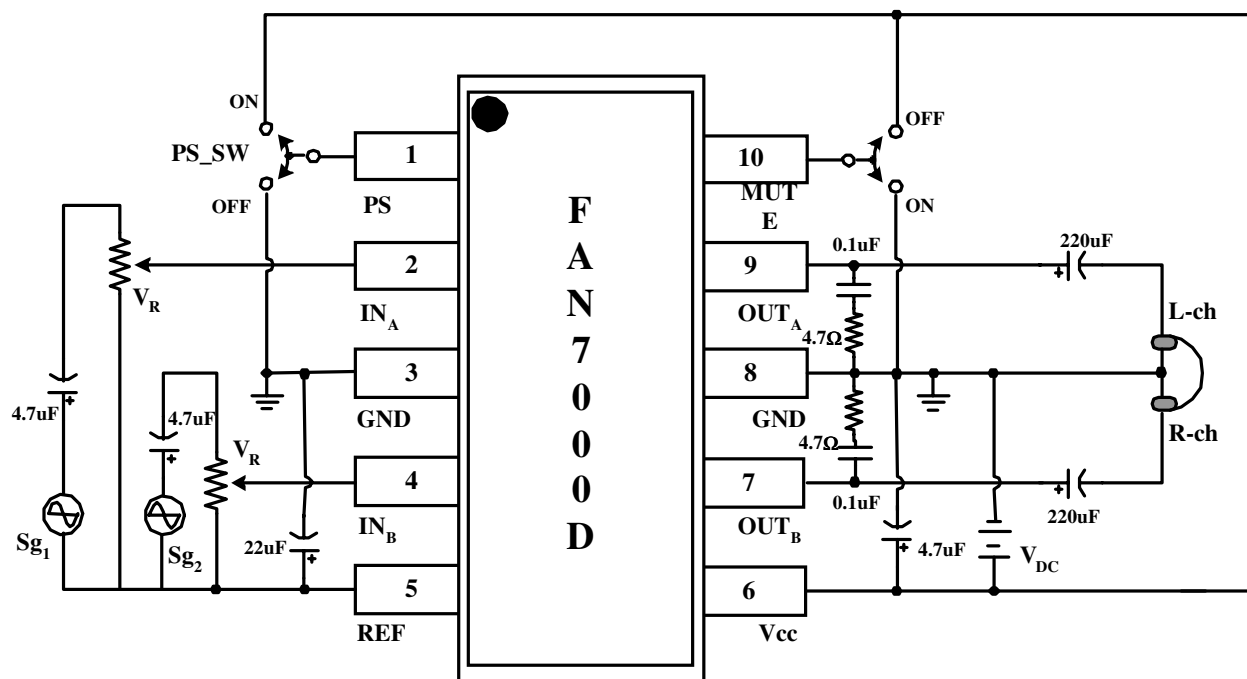 ON
OFF
PS_SW
1
10
OFF
PS
MUT
E
ON
F
A
N
7
0
0
0
D
0.1uF
220uF
2
9
V_R
IN_A
OUT_A
L-ch
4.7Ω
3
8
4.7uF
4.7uF
GND
GND
R-ch
V_R
4.7Ω
4
7
0.1uF
220uF
Sg_1
Sg_2
22uF
IN_B
OUT_B
4.7uF
V_DC
5
6
REF
Vcc